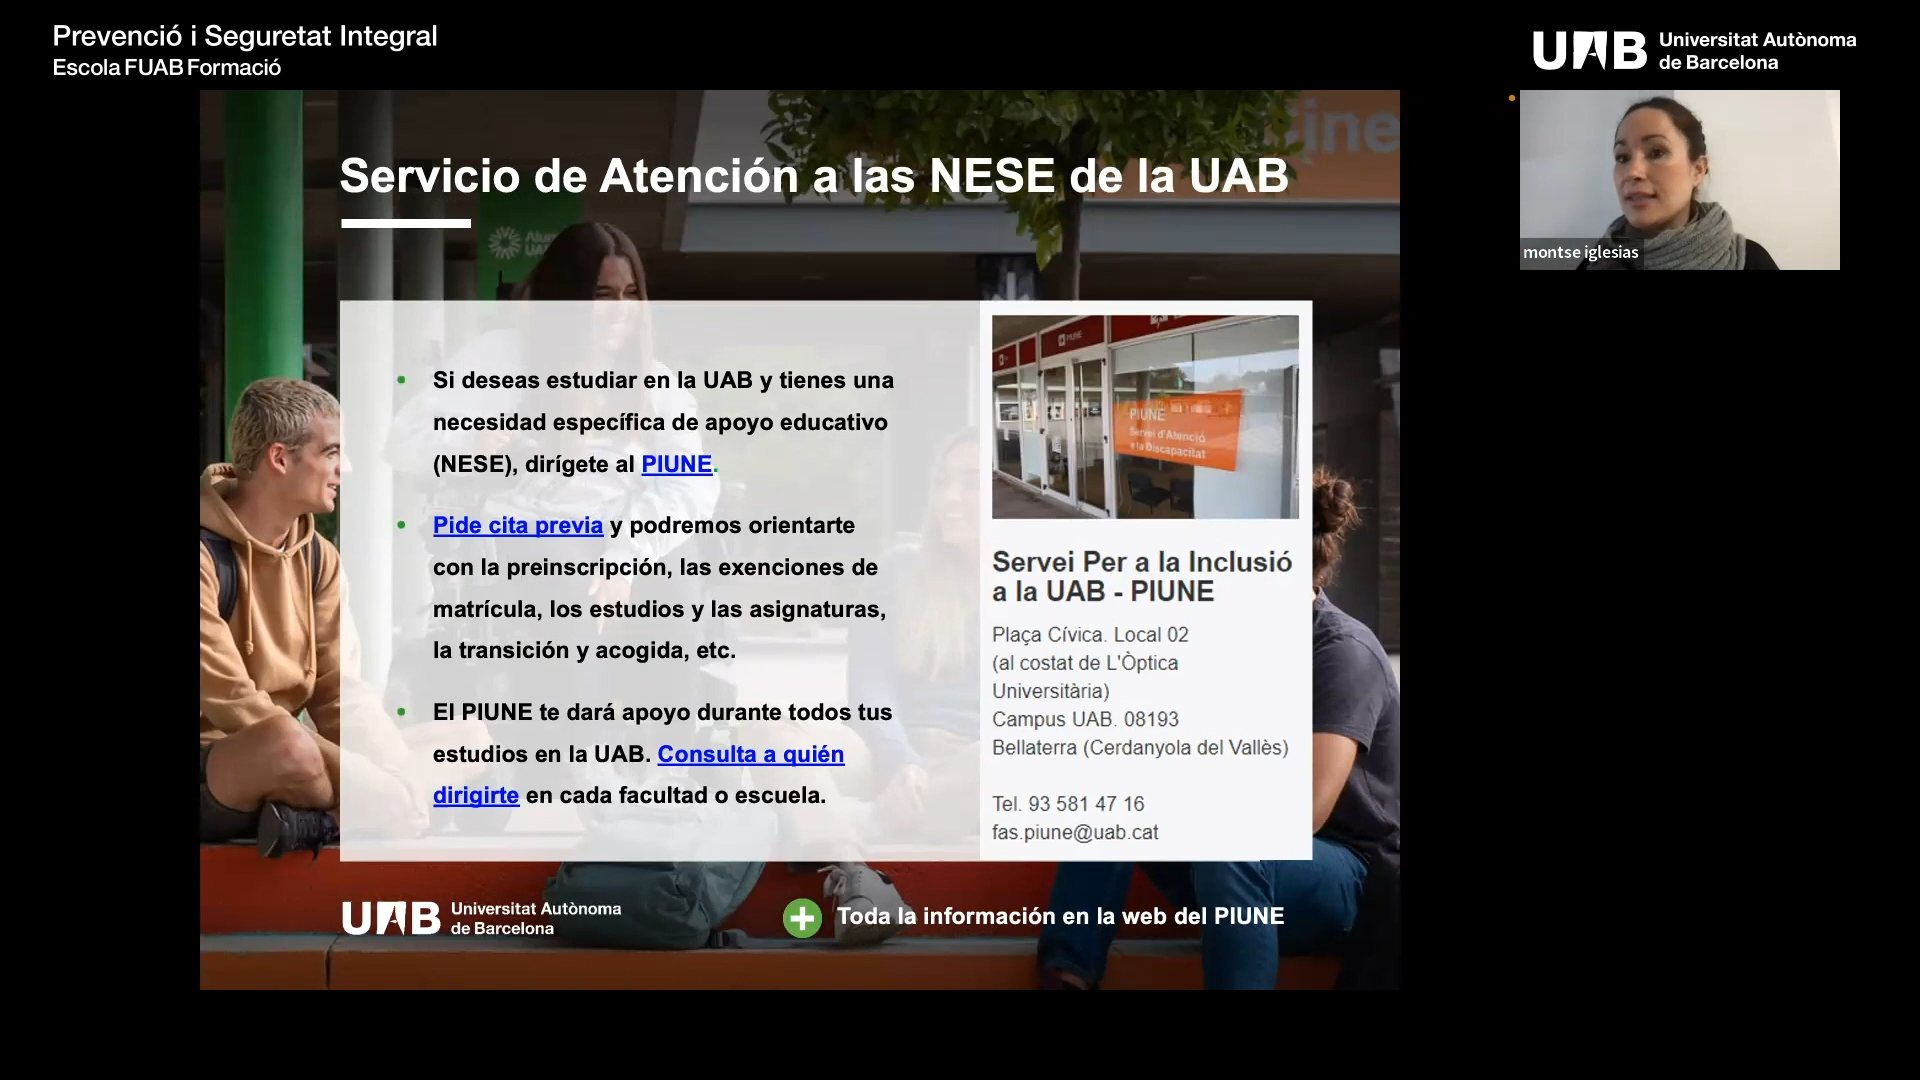 Prevenció i Seguretat Integral
Escola FUAB Formació
UAB Universitat Autònoma
de Barcelona
montse iglesias
Servicio de Atención a las NESE de la UAB
Si deseas estudiar en la UAB y tienes una
necesidad específica de apoyo educativo
(NESE), dirígete al PIUNE.
Pide cita previa y podremos orientarte
con la preinscripción, las exenciones de
matrícula, los estudios y las asignaturas,
la transición y acogida, etc.
El PIUNE te dará apoyo durante todos tus
estudios en la UAB. Consulta a quién
dirigirte en cada facultad o escuela.
PIUNE
PIUNE
Servei d'Atenció
a la Discapacitat
Servei Per a la Inclusió
a la UAB - PIUNE
Plaça Cívica. Local 02
(al costat de L'Òptica
Universitària)
Campus UAB. 08193
Bellaterra (Cerdanyola del Vallès)
Tel. 93 581 47 16
fas.piune@uab.cat
UAB Universitat Autònoma
de Barcelona
Toda la información en la web del PIUNE